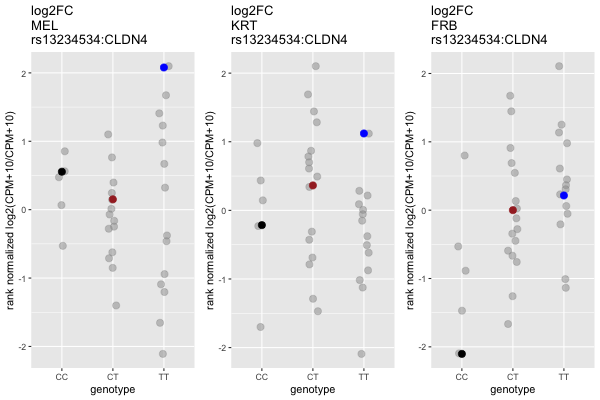 log2FC
MEL
rs13234534:CLDN4
rank normalized log2(CPM+10/CPM+10)
2
1
0
-1
-2
CC
CT
TT
genotype
log2FC
KRT
rs13234534:CLDN4
rank normalized log2(CPM+10/CPM+10)
2
1
0
-1
-2
CC
CT
TT
genotype
log2FC
FRB
rs13234534:CLDN4
rank normalized log2(CPM+10/CPM+10)
2
1
0
-1
-2
CC
CT
TT
genotype